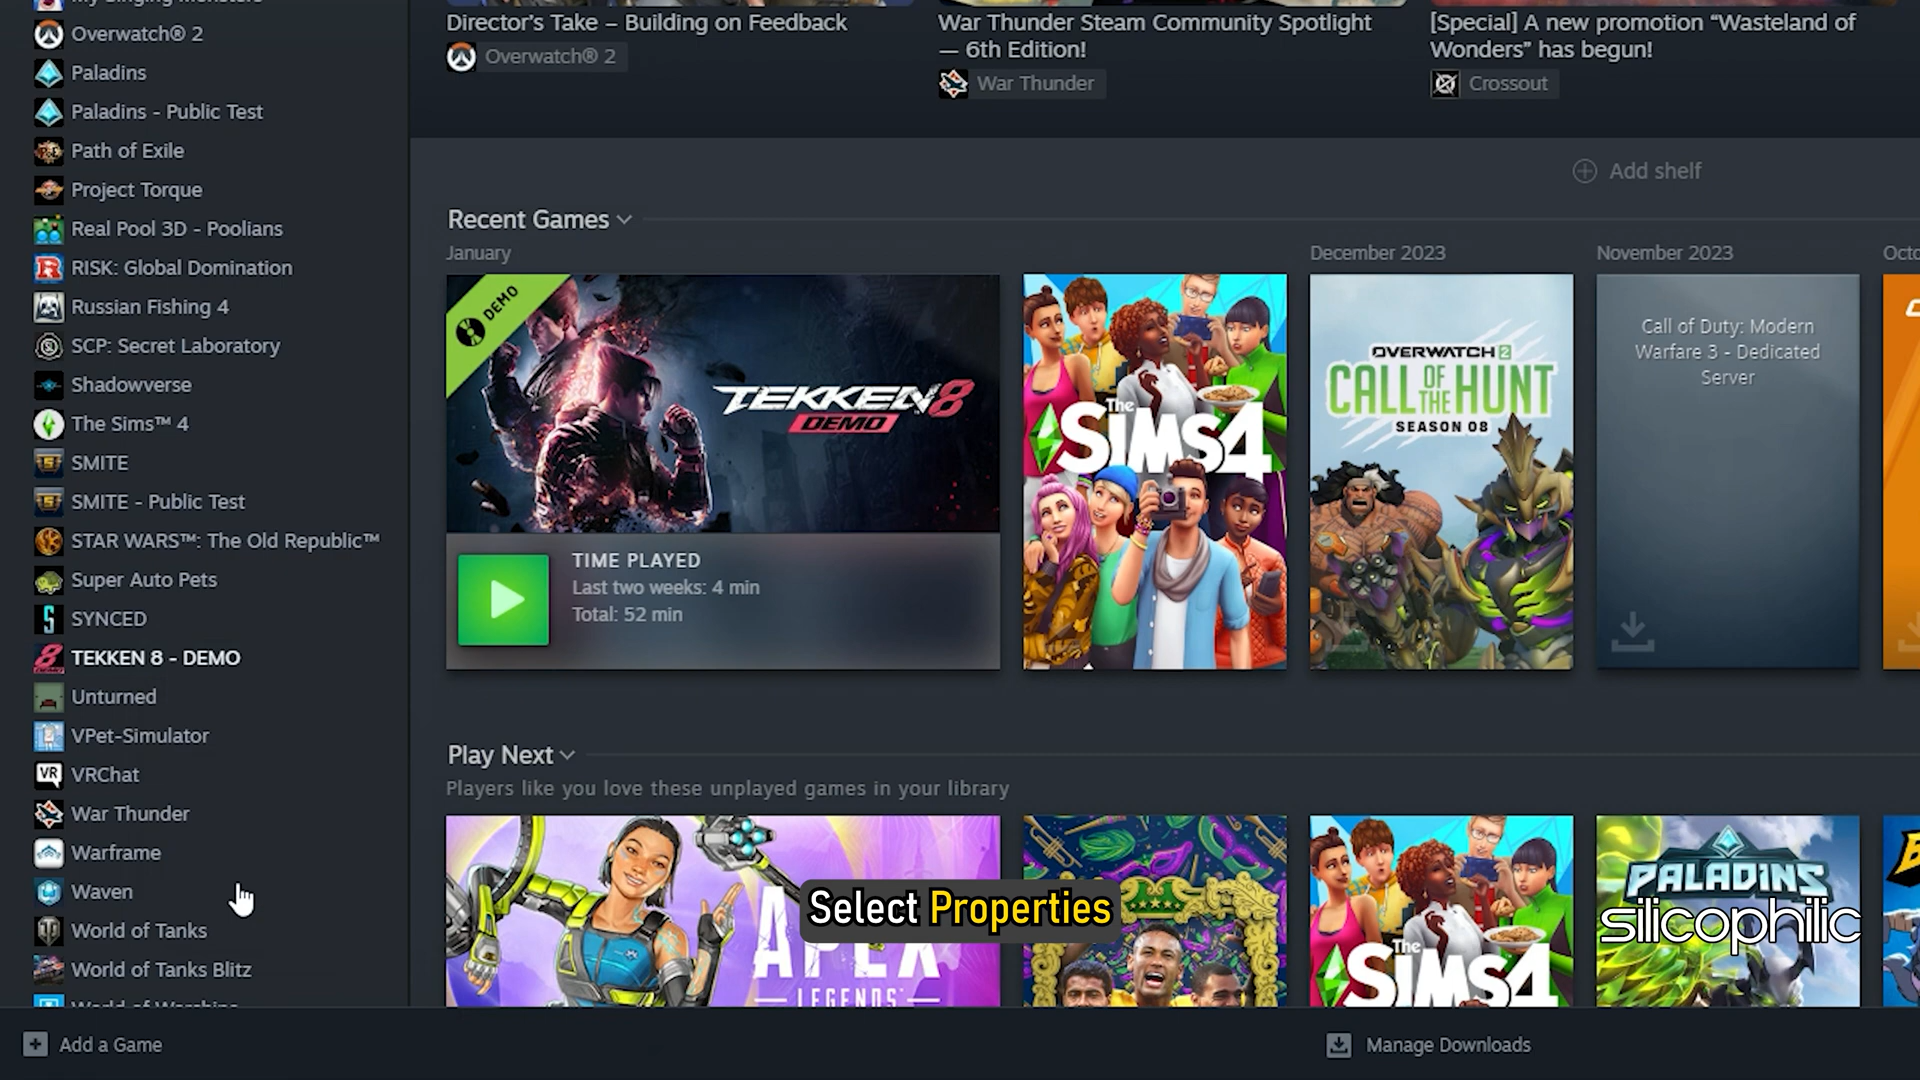 Overwatch® 2
Paladins
Paladins - Public Test
Path of Exile
Project Torque
Real Pool 3D - Poolians
RISK: Global Domination
Russian Fishing 4
SCP: Secret Laboratory
Shadowverse
The Sims™ 4
SMITE
SMITE - Public Test
STAR WARS™: The Old Republic™
Super Auto Pets
SYNCED
TEKKEN 8 - DEMO
Unturned
VPet-Simulator
VRChat
War Thunder
Warframe
Waven
World of Tanks
World of Tanks Blitz
Add a Game
Director's Take – Building on Feedback
Overwatch® 2
War Thunder Steam Community Spotlight
— 6th Edition!
War Thunder
[Special] A new promotion “Wasteland of
Wonders” has begun!
Crossout
Add shelf
Recent Games
January
December 2023
November 2023
DEMO
TEKKEN 8
DEMO
TIME PLAYED
Last two weeks: 4 min
Total: 52 min
The
SIMS4
OVERWATCH 2
CALL OF THE HUNT
SEASON 08
Call of Duty: Modern
Warfare 3 - Dedicated
Server
Play Next
Players like you love these unplayed games in your library
APEX
LEGENDS
Select Properties
The
SIMS4
PALADINS
silicophilic
Manage Downloads